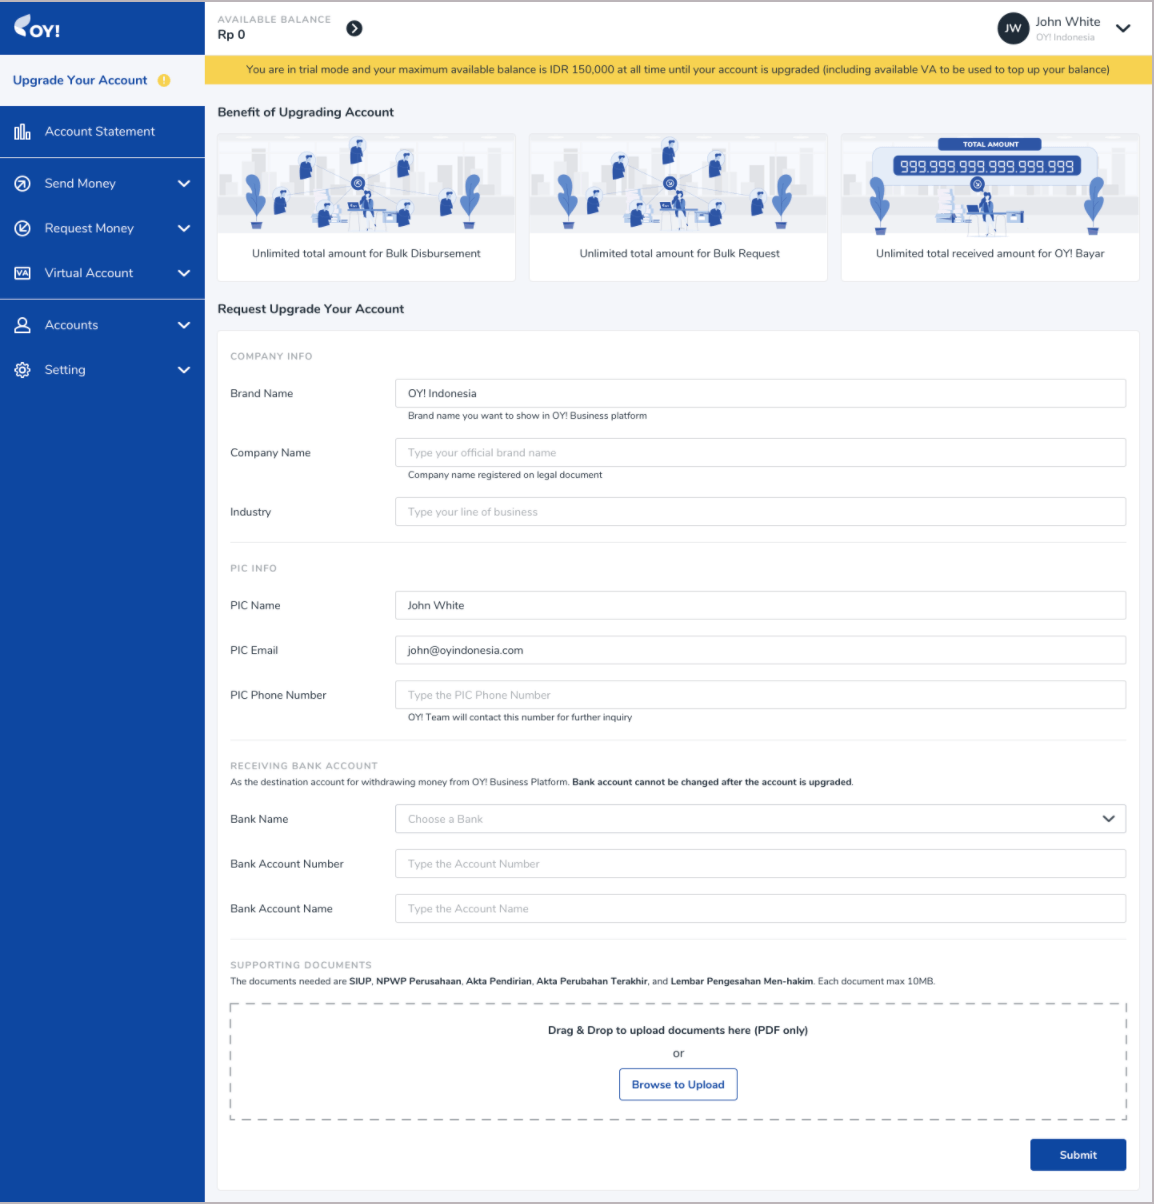 OY!
AVAILABLE BALANCE
Rp 0
JW
John White
OY! Indonesia
Upgrade Your Account
You are in trial mode and your maximum available balance is IDR 150,000 at all time until your account is upgraded (including available VA to be used to top up your balance)
Account Statement
Send Money
Request Money
VA Virtual Account
Accounts
Setting
Benefit of Upgrading Account
TOTAL AMOUNT
999.999.999.999.999.999
Unlimited total amount for Bulk Disbursement
Unlimited total amount for Bulk Request
Unlimited total received amount for OY! Bayar
Request Upgrade Your Account
COMPANY INFO
Brand Name
OY! Indonesia
Brand name you want to show in OY! Business platform
Company Name
Type your official brand name
Company name registered on legal document
Industry
Type your line of business
PIC INFO
PIC Name
John White
PIC Email
john@oyindonesia.com
PIC Phone Number
Type the PIC Phone Number
OY! Team will contact this number for further inquiry
RECEIVING BANK ACCOUNT
As the destination account for withdrawing money from OY! Business Platform. Bank account cannot be changed after the account is upgraded.
Bank Name
Choose a Bank
Bank Account Number
Type the Account Number
Bank Account Name
Type the Account Name
SUPPORTING DOCUMENTS
The documents needed are SIUP, NPWP Perusahaan, Akta Pendirian, Akta Perubahan Terakhir, and Lembar Pengesahan Men-hakim. Each document max 10MB.
Drag & Drop to upload documents here (PDF only)
or
Browse to Upload
Submit